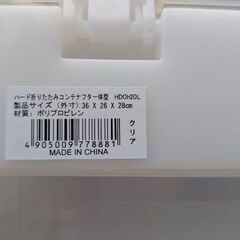 ハード折りたたみコンテナフタ一体型 HDOH20L
製品サイズ（外寸）:36 X 26 X 28cm
材質：ポリプロピレン
クリア
4 905009 778881
MADE IN CHINA